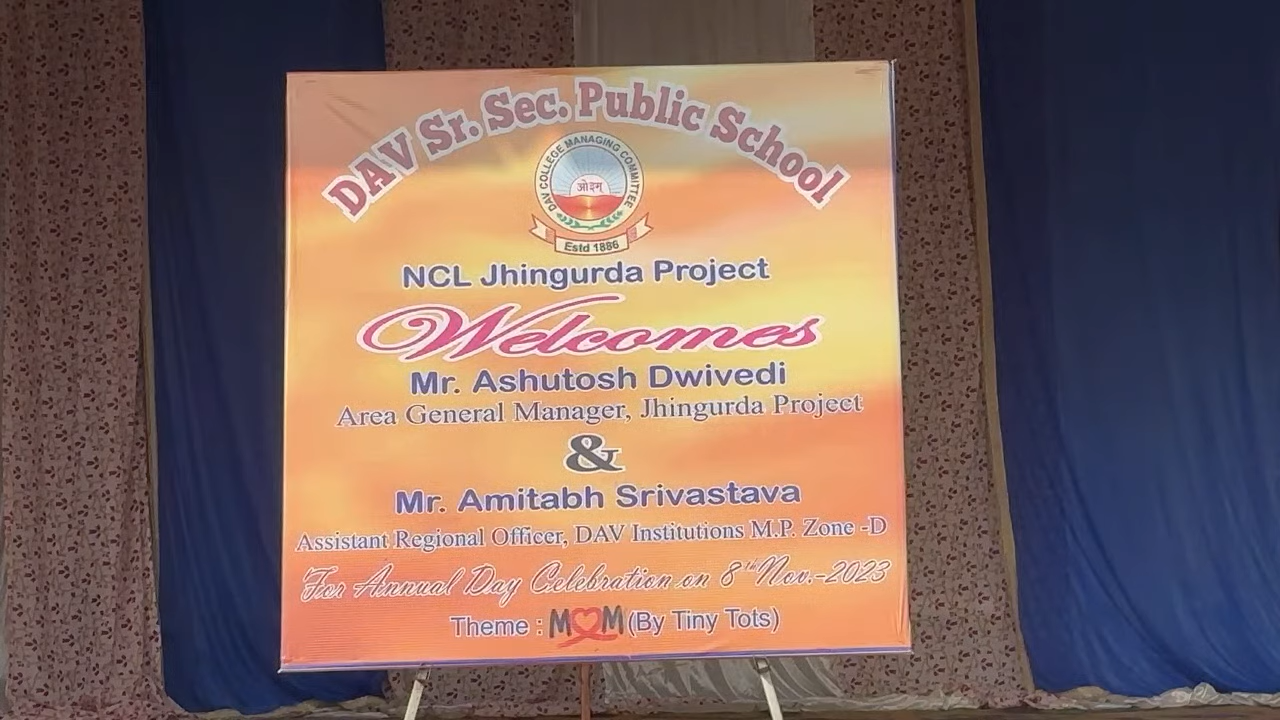 DAV Sr. Sec. Public School
DAV COLLEGE MANAGING COMMITTEE
ओ३म्
Estd 1886
NCL Jhingurda Project
Welcomes
Mr. Ashutosh Dwivedi
Area General Manager, Jhingurda Project
&
Mr. Amitabh Srivastava
Assistant Regional Officer, DAV Institutions M.P. Zone -D
For Annual Day Celebration on 8th Nov.-2023
Theme : MOM (By Tiny Tots)